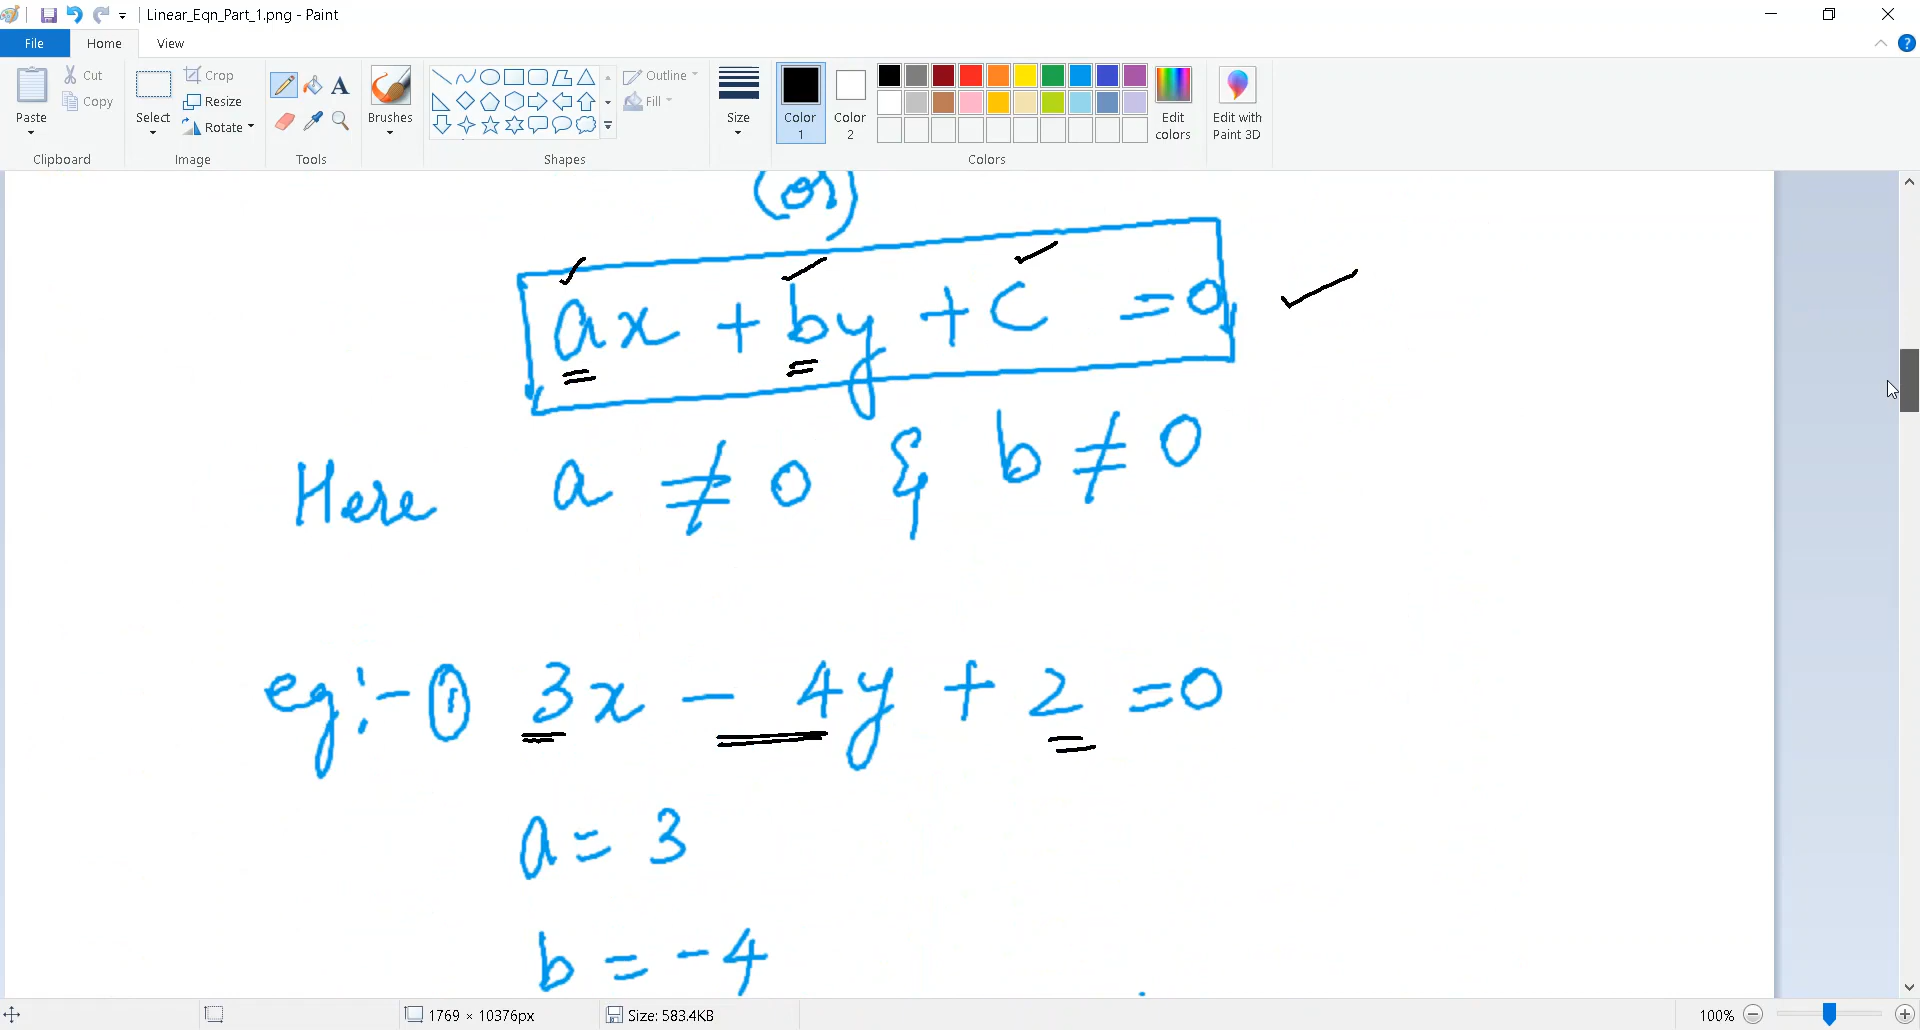 Linear_Eqn_Part_1.png - Paint
File Home View
Paste Cut Copy Clipboard
Select Crop Resize Rotate Image
Tools
Brushes
Outline Fill Shapes
Size
Color 1
Color 2
Edit colors
Colors
Edit with Paint 3D
(or)
ax + by + c = 0
Here a ≠ 0 & b ≠ 0
eg:- ① 3x - 4y + 2 = 0
a = 3
b = -4
1769 × 10376px Size: 583.4KB 100%